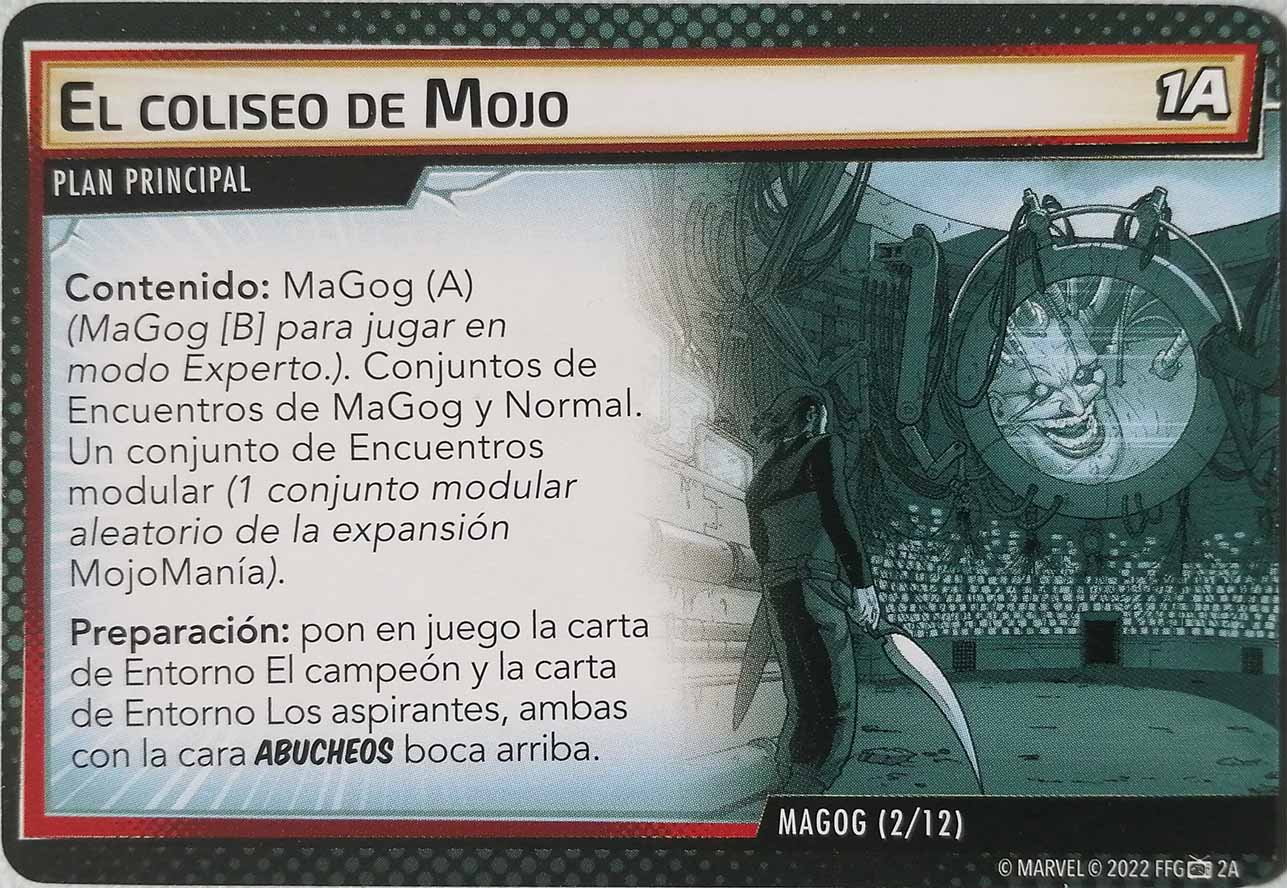 El coliseo de Mojo
1A
PLAN PRINCIPAL
Contenido: MaGog (A)
(MaGog [B] para jugar en
modo Experto.). Conjuntos de
Encuentros de MaGog y Normal.
Un conjunto de Encuentros
modular (1 conjunto modular
aleatorio de la expansión
MojoManía).
Preparación: pon en juego la carta
de Entorno El campeón y la carta
de Entorno Los aspirantes, ambas
con la cara ABUCHEOS boca arriba.
MAGOG (2/12)
© MARVEL © 2022 FFG 2A